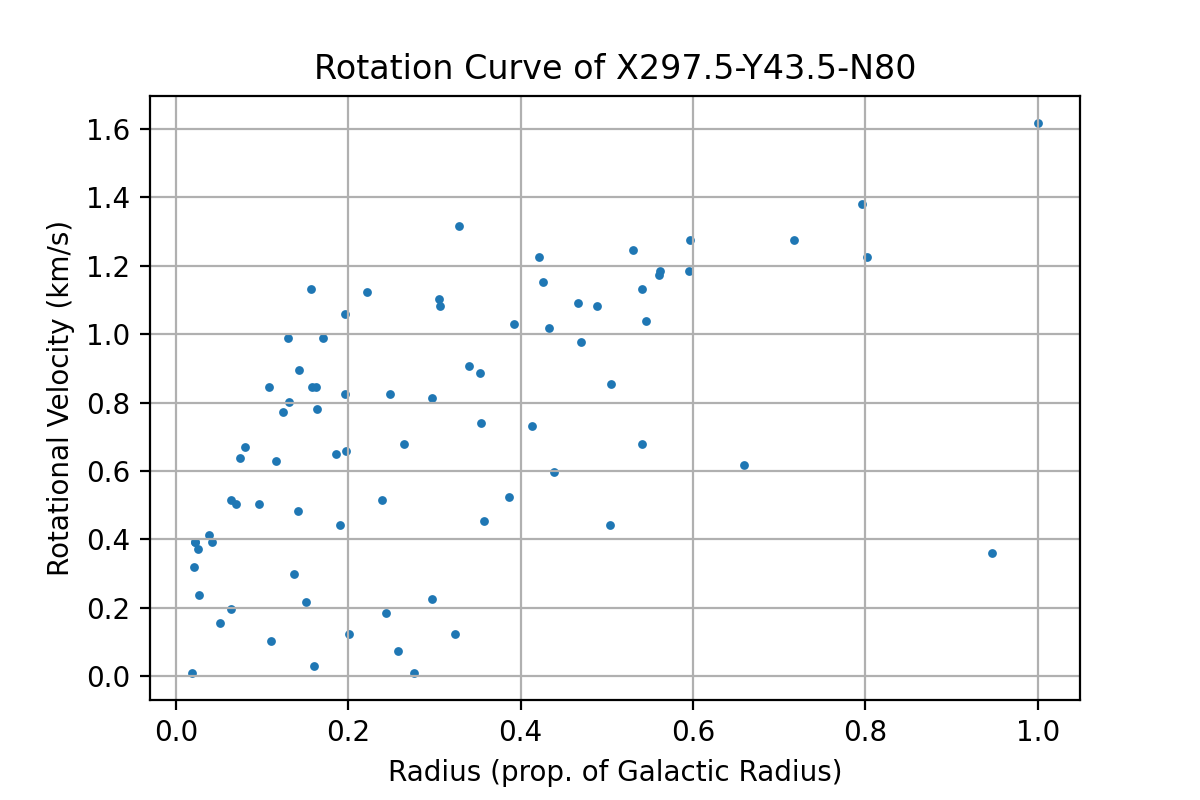 Rotation Curve of X297.5-Y43.5-N80
1.6
1.4
1.2
1.0
0.8
0.6
0.4
0.2
0.0
Rotational Velocity (km/s)
0.0 0.2 0.4 0.6 0.8 1.0
Radius (prop. of Galactic Radius)